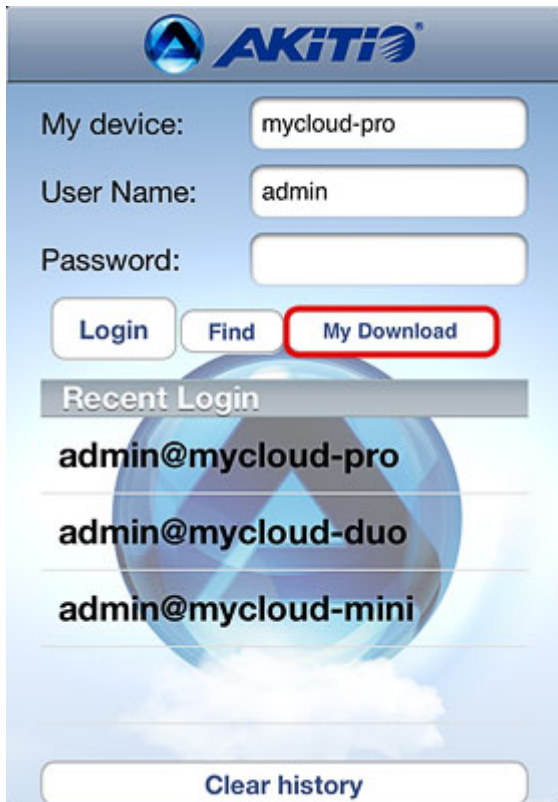 AKiTiO®
My device: mycloud-pro
User Name: admin
Password:
Login Find My Download
Recent Login
admin@mycloud-pro
admin@mycloud-duo
admin@mycloud-mini
Clear history